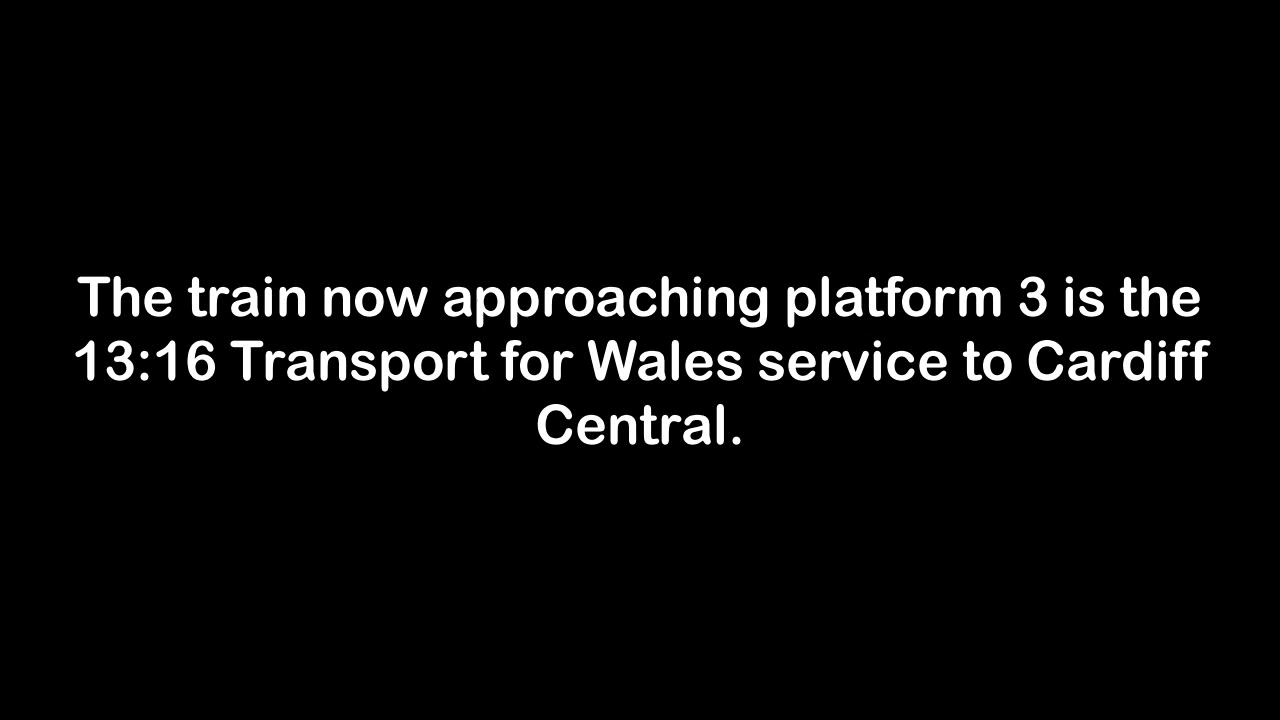 The train now approaching platform 3 is the
13:16 Transport for Wales service to Cardiff
Central.